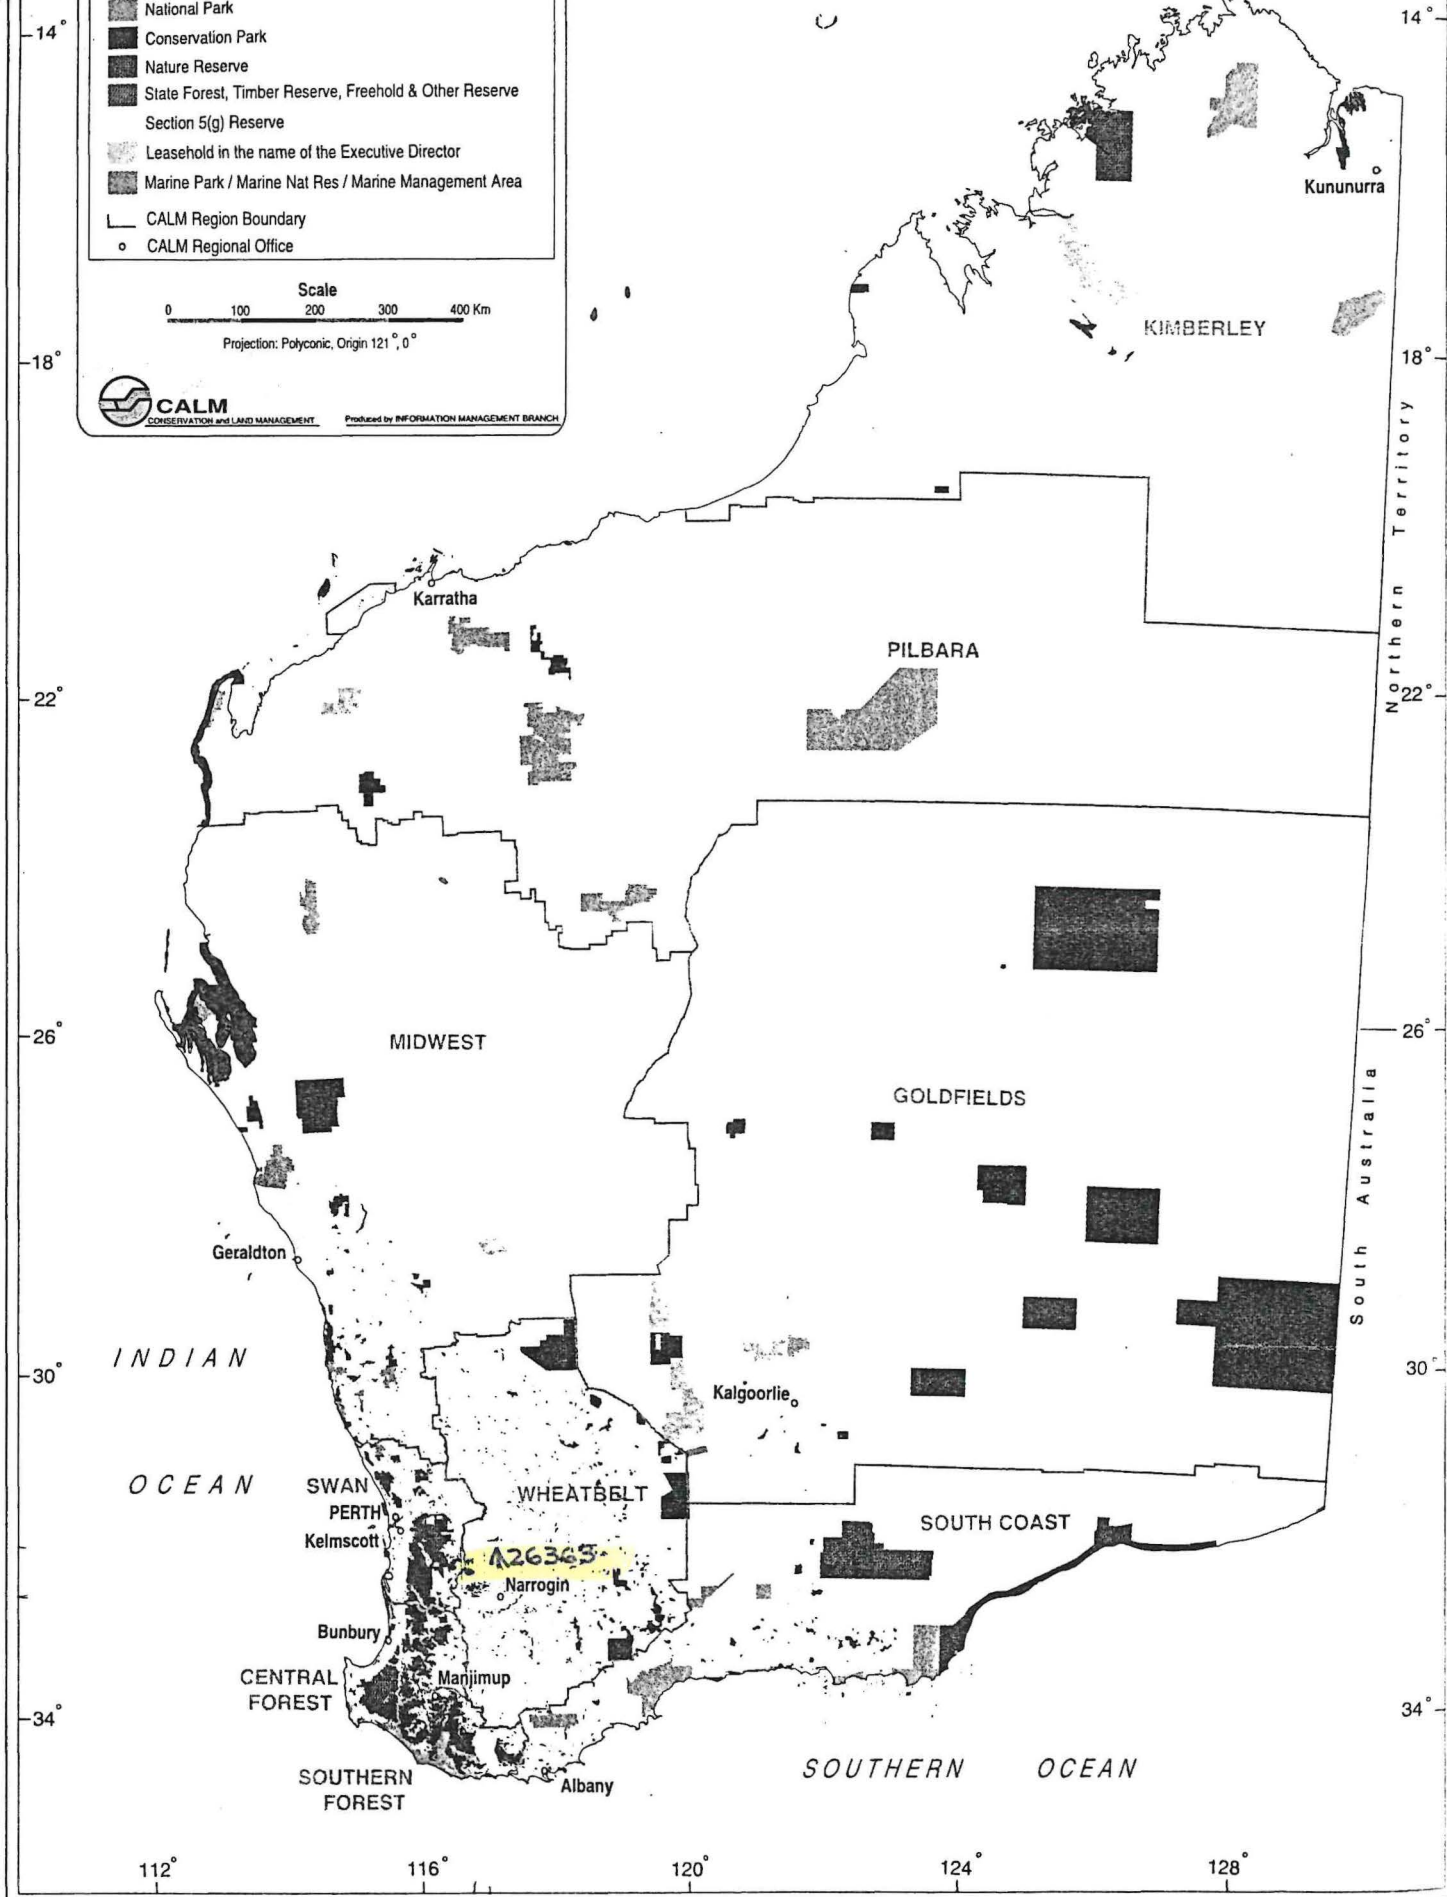 National Park
14°
14°
Conservation Park
Nature Reserve
State Forest, Timber Reserve, Freehold & Other Reserve
Section 5(g) Reserve
Leasehold in the name of the Executive Director
Marine Park / Marine Nat Res / Marine Management Area
CALM Region Boundary
CALM Regional Office
Kununurra
Scale
0 100 200 300 400 Km
Projection: Polyconic, Origin 121°, 0°
KIMBERLEY
18°
18°
CALM
CONSERVATION and LAND MANAGEMENT
Produced by INFORMATION MANAGEMENT BRANCH
Northern Territory
Karratha
PILBARA
22°
22°
26°
26°
MIDWEST
GOLDFIELDS
South Australia
Geraldton
INDIAN
30°
30°
Kalgoorlie
OCEAN
SWAN
WHEATBELT
PERTH
SOUTH COAST
Kelmscott
A26365
Narrogin
Bunbury
CENTRAL
FOREST
Manjimup
34°
34°
SOUTHERN OCEAN
SOUTHERN
FOREST
Albany
112°
116°
120°
124°
128°